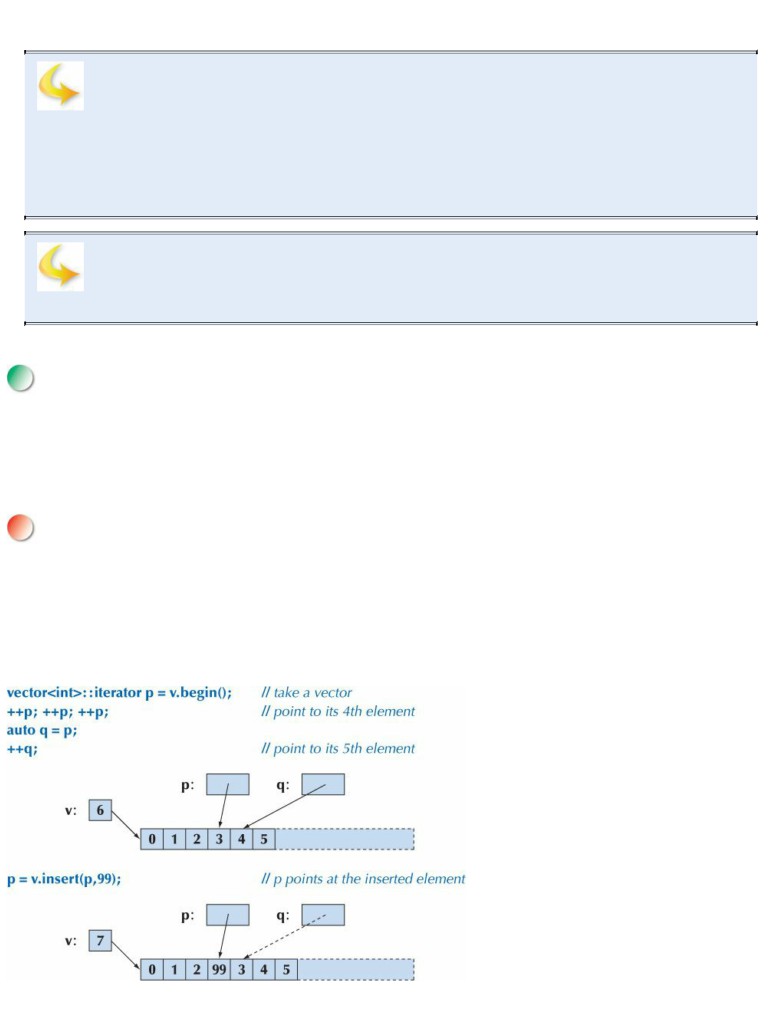 vector<int>::iterator p = v.begin(); // take a vector
++p; ++p; ++p; // point to its 4th element
auto q = p;
++q; // point to its 5th element
p: q:
v: 6
0 1 2 3 4 5
p = v.insert(p,99); // p points at the inserted element
p: q:
v: 7
0 1 2 99 3 4 5